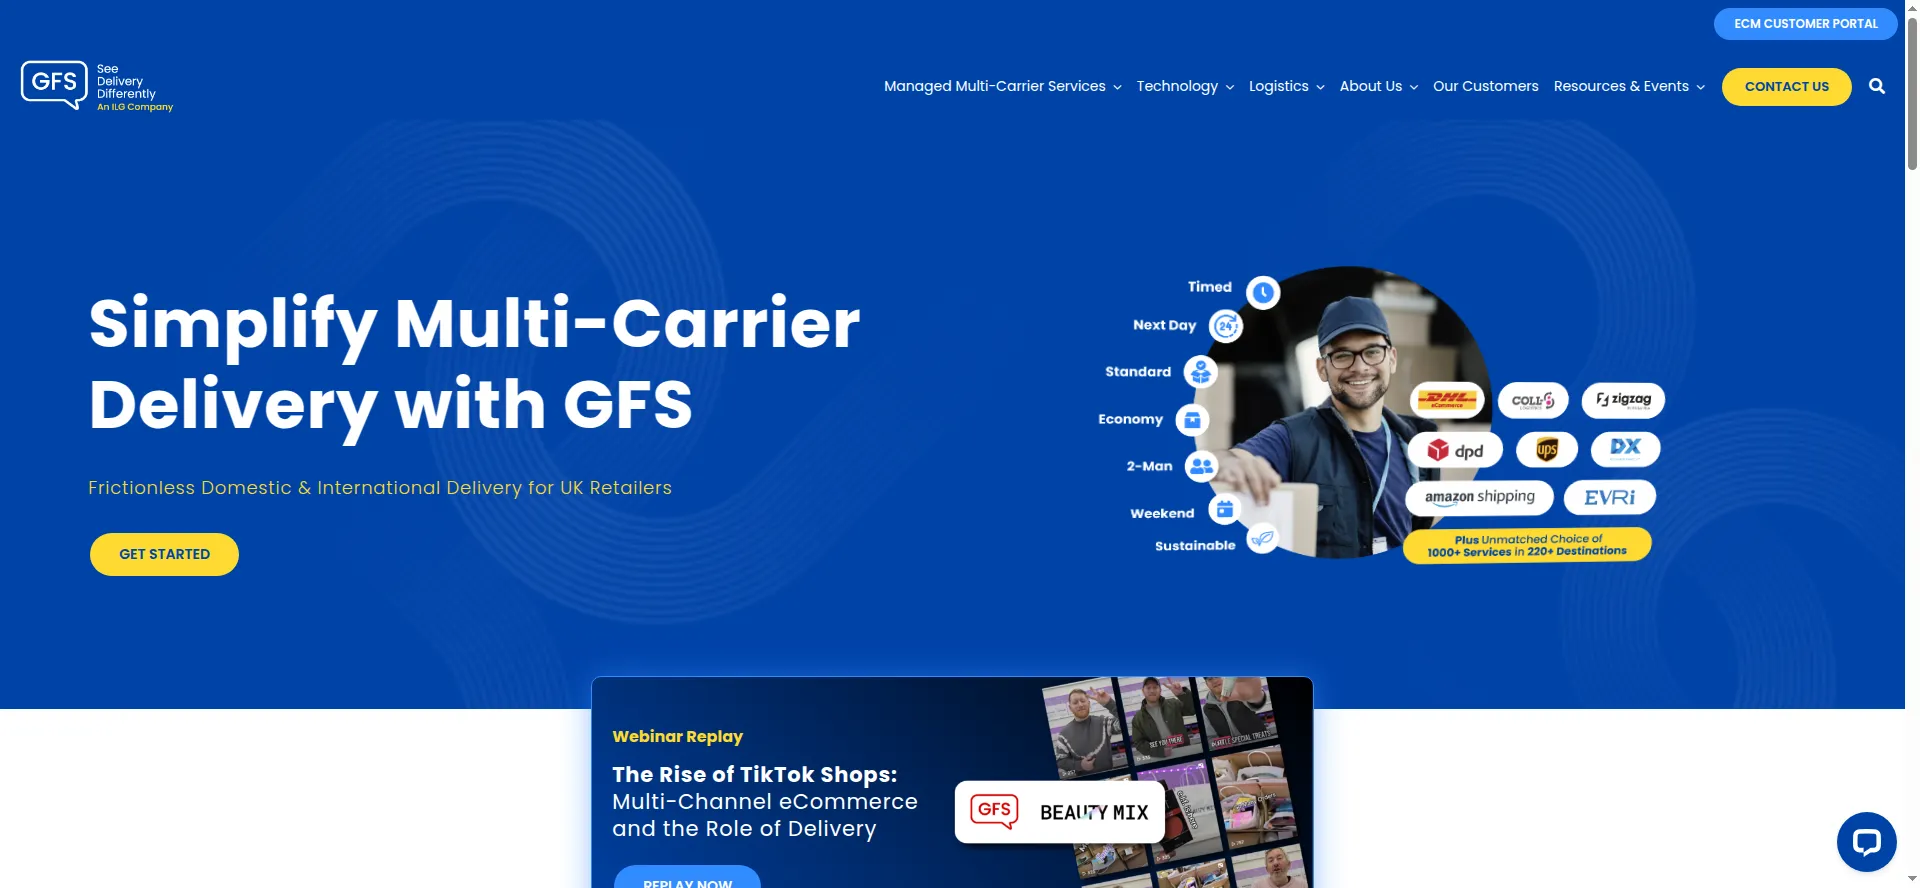 ECM CUSTOMER PORTAL
GFS
See
Delivery
Differently
An ILG Company
Managed Multi-Carrier Services
Technology
Logistics
About Us
Our Customers
Resources & Events
CONTACT US
Simplify Multi-Carrier
Delivery with GFS
Frictionless Domestic & International Delivery for UK Retailers
GET STARTED
Timed
Next Day
24
Standard
Economy
2-Man
Weekend
Sustainable
DHL
eCommerce
zigzag
dpd
ups
DX
amazon shipping
EVRi
Plus Unmatched Choice of
1000+ Services in 220+ Destinations
Webinar Replay
The Rise of TikTok Shops:
Multi-Channel eCommerce
and the Role of Delivery
REPLAY NOW
GFS
BEAUTY MIX
SEE YOU THERE